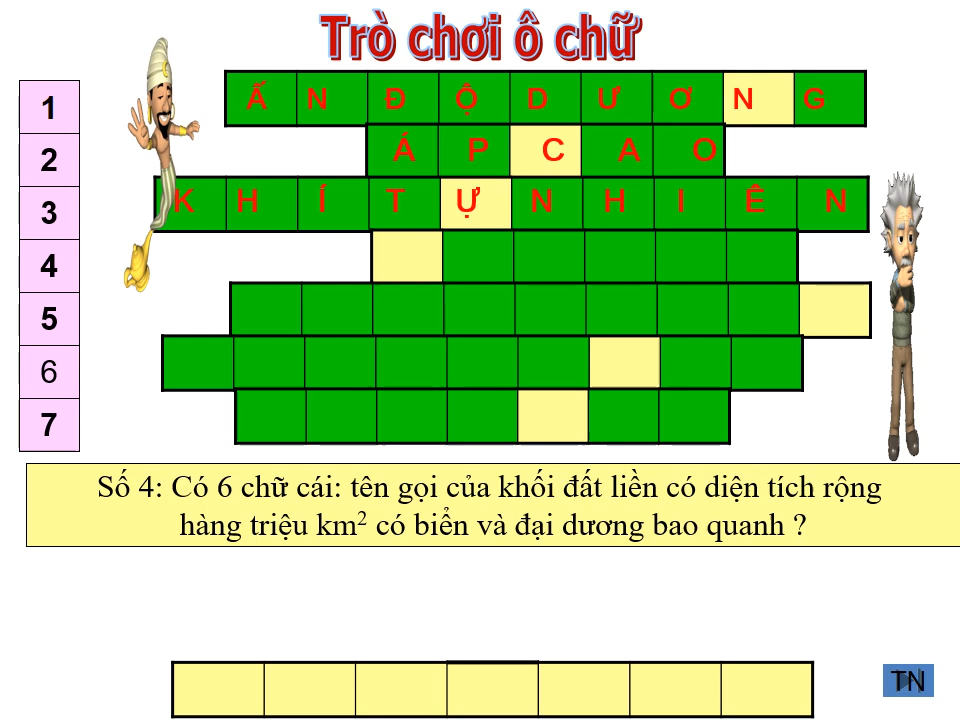 Trò chơi ô chữ
1 Ấ N Đ Ộ D Ư Ơ N G
2 Á P C A O
3 K H Í T Ự N H I Ê N
4
5
6
7
Số 4: Có 6 chữ cái: tên gọi của khối đất liền có diện tích rộng
hàng triệu km² có biển và đại dương bao quanh ?
TN